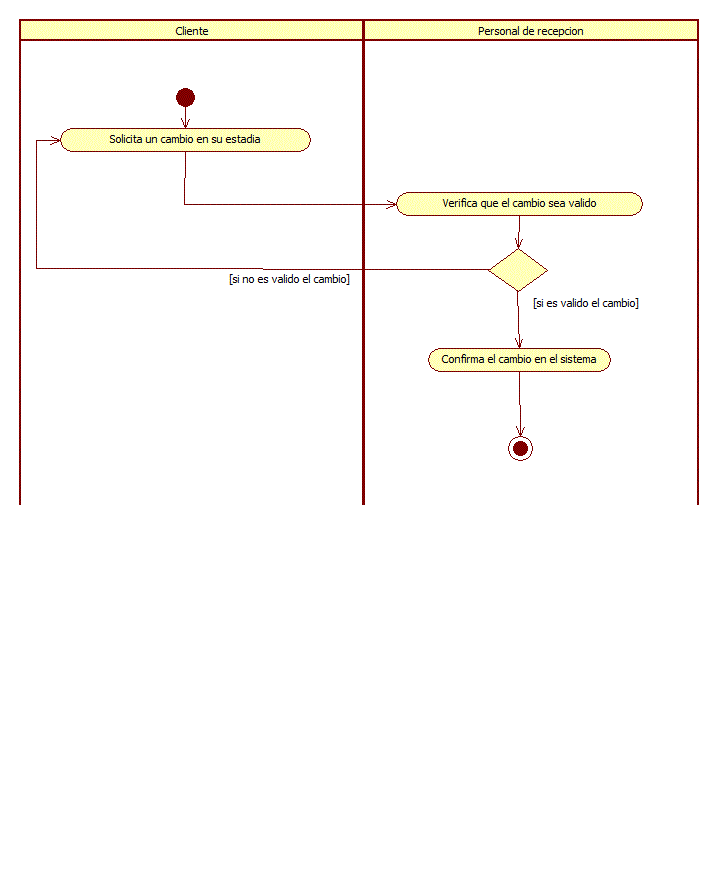 Cliente
Personal de recepcion
Solicita un cambio en su estadia
Verifica que el cambio sea valido
[si no es valido el cambio]
[si es valido el cambio]
Confirma el cambio en el sistema